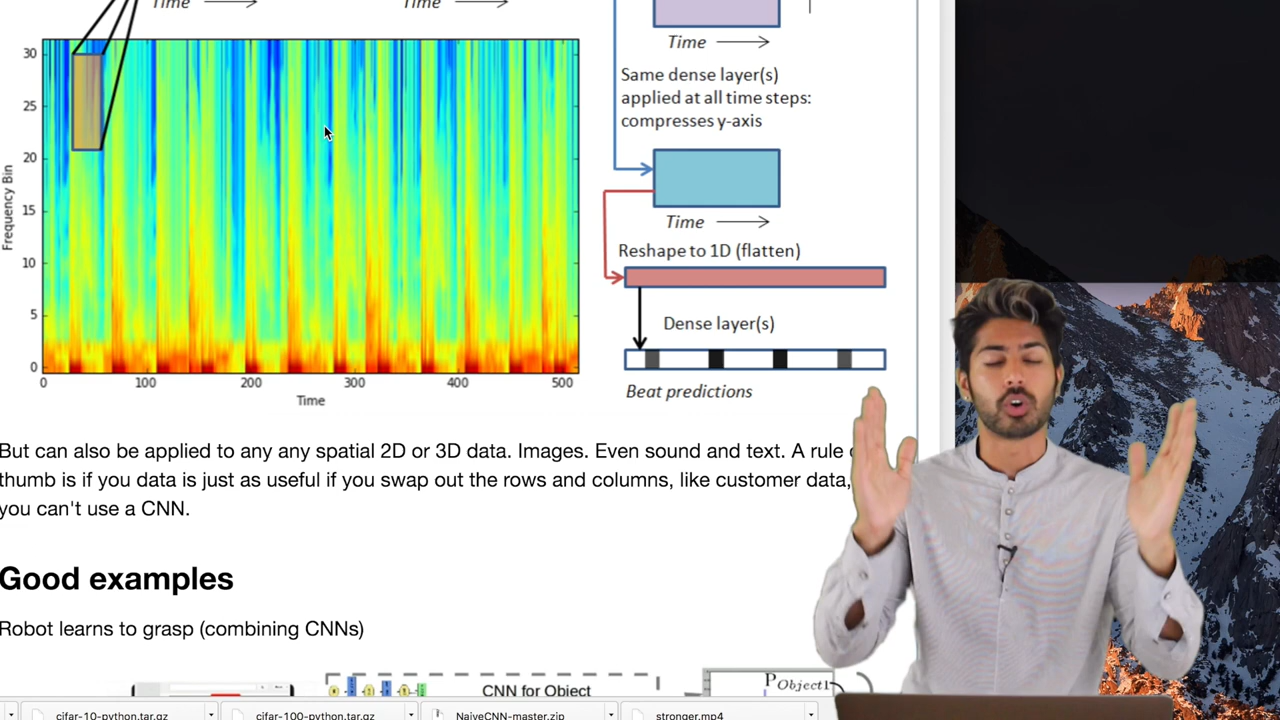 Time
Time
30
25
20
15
10
5
0
Frequency Bin
0
100
200
300
400
500
Time
Time
Same dense layer(s)
applied at all time steps:
compresses y-axis
Time
Reshape to 1D (flatten)
Dense layer(s)
Beat predictions
But can also be applied to any any spatial 2D or 3D data. Images. Even sound and text. A rule
thumb is if you data is just as useful if you swap out the rows and columns, like customer data,
you can't use a CNN.
Good examples
Robot learns to grasp (combining CNNs)
CNN for Object
PObject1
cifar-10-python.tar.gz
cifar-100-python.tar.gz
NaiveCNN-master.zip
stronger.mp4